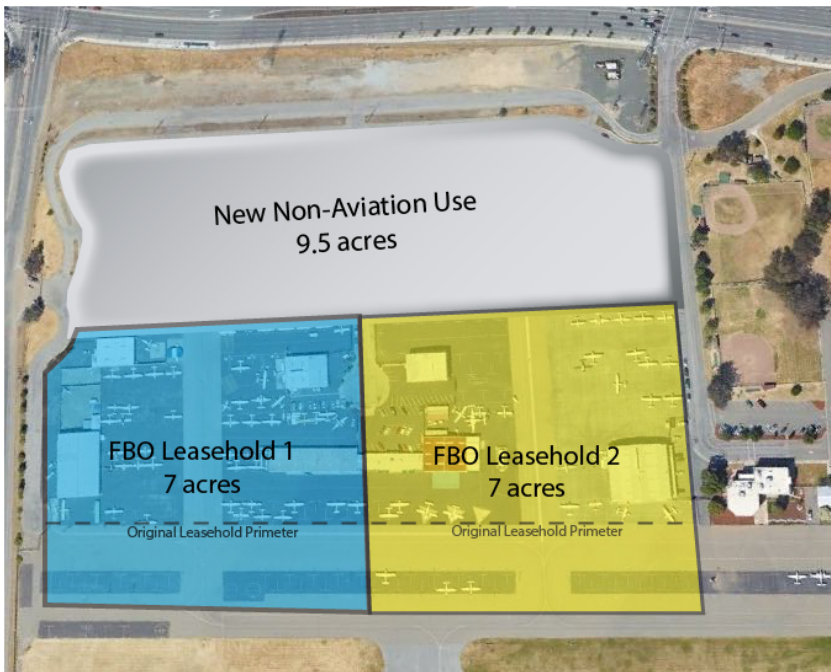 New Non-Aviation Use
9.5 acres
FBO Leasehold 1
7 acres
FBO Leasehold 2
7 acres
Original Leasehold Primeter
Original Leasehold Primeter